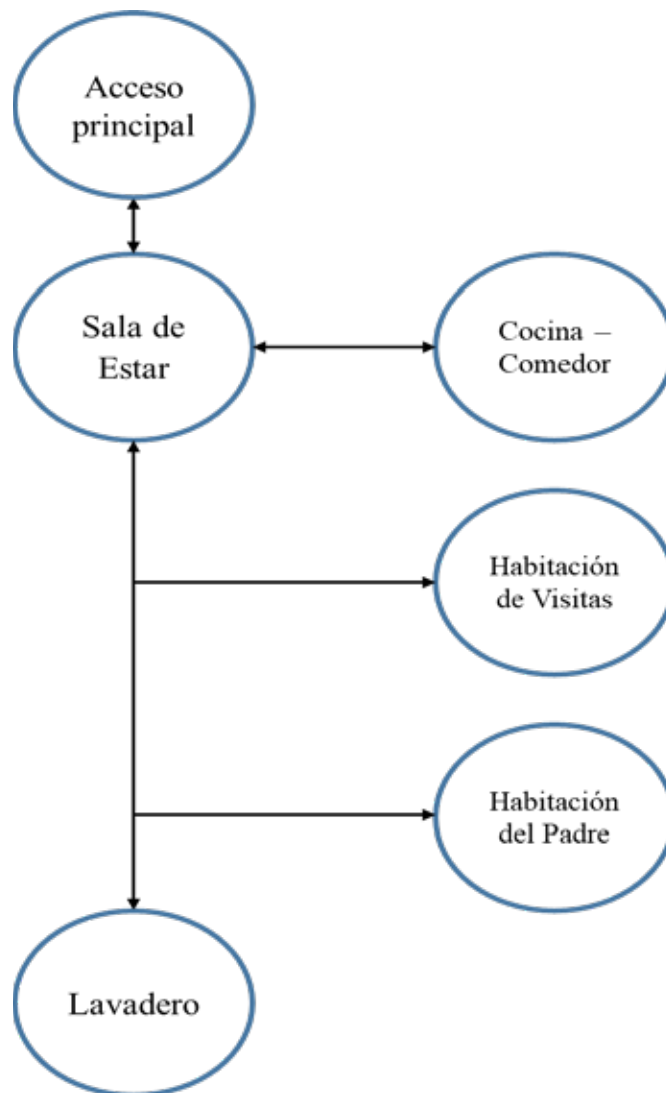 Acceso
principal
Sala de
Estar
Cocina –
Comedor
Habitación
de Visitas
Habitación
del Padre
Lavadero